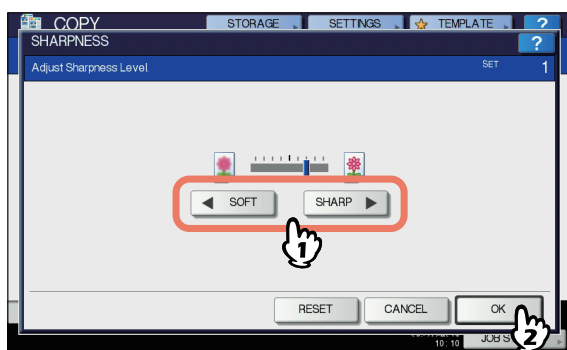 COPY STORAGE SETTINGS TEMPLATE ?
SHARPNESS ?
Adjust Sharpness Level. SET 1
SOFT SHARP
1
RESET CANCEL OK
2
10:10 JOB S